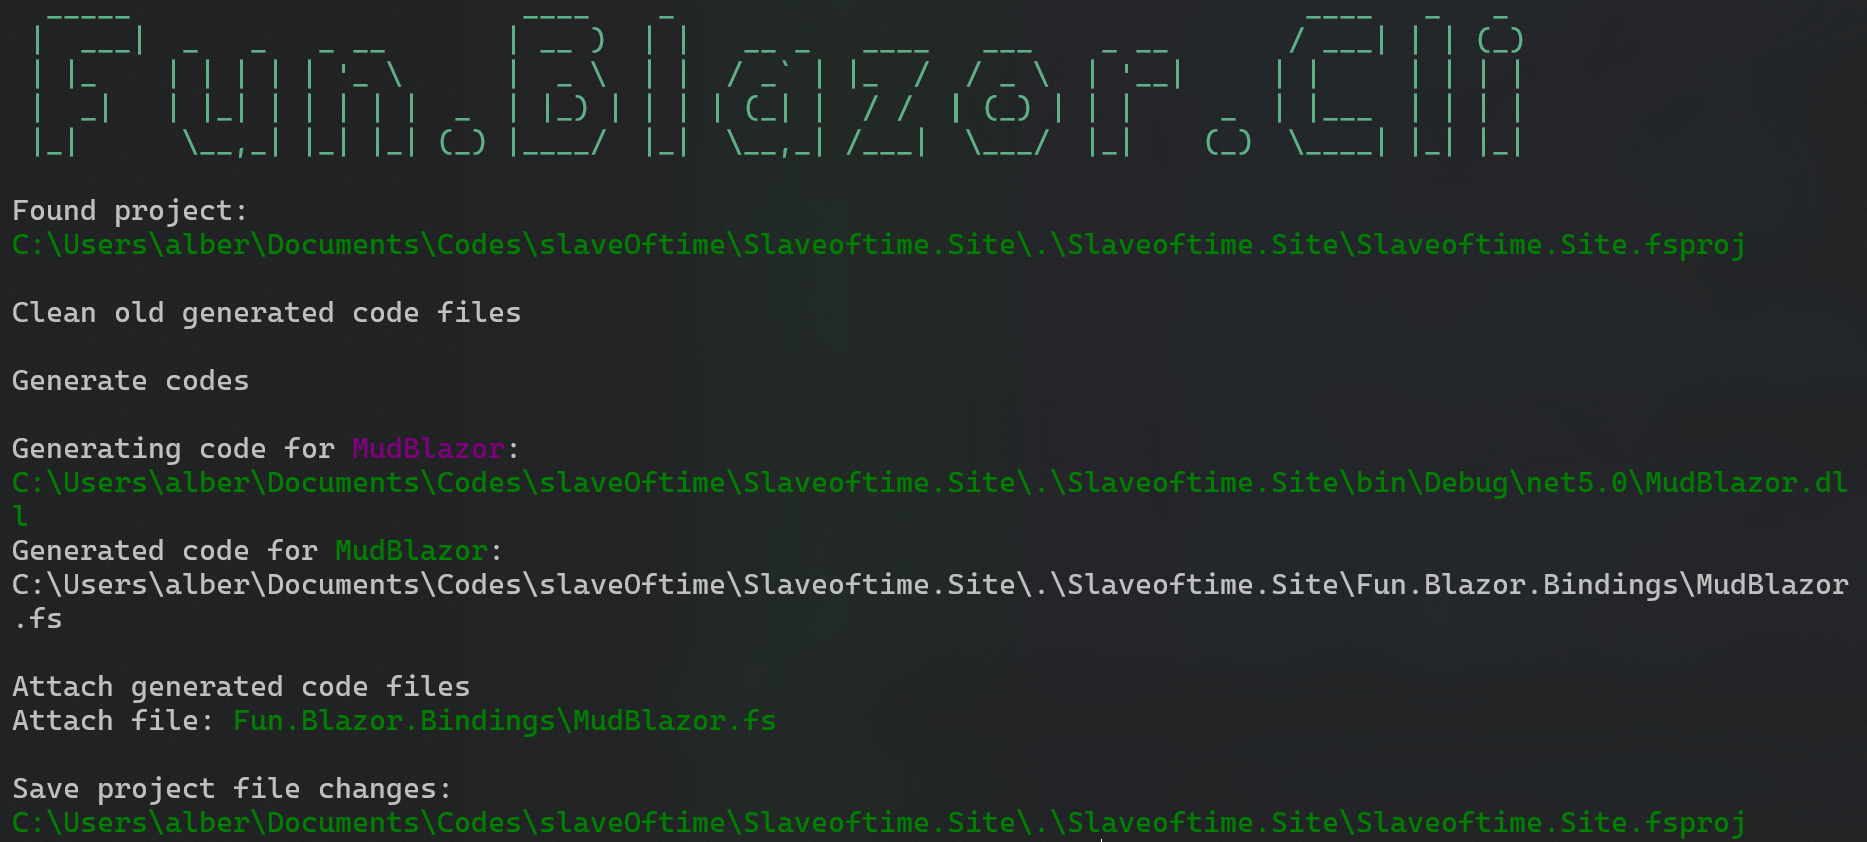 Fun.Blazor.Cli
Found project:
C:\Users\alber\Documents\Codes\slaveOftime\Slaveoftime.Site\.\Slaveoftime.Site\Slaveoftime.Site.fsproj
Clean old generated code files
Generate codes
Generating code for MudBlazor:
C:\Users\alber\Documents\Codes\slaveOftime\Slaveoftime.Site\.\Slaveoftime.Site\bin\Debug\net5.0\MudBlazor.dl
l
Generated code for MudBlazor:
C:\Users\alber\Documents\Codes\slaveOftime\Slaveoftime.Site\.\Slaveoftime.Site\Fun.Blazor.Bindings\MudBlazor
.fs
Attach generated code files
Attach file: Fun.Blazor.Bindings\MudBlazor.fs
Save project file changes:
C:\Users\alber\Documents\Codes\slaveOftime\Slaveoftime.Site\.\Slaveoftime.Site\Slaveoftime.Site.fsproj